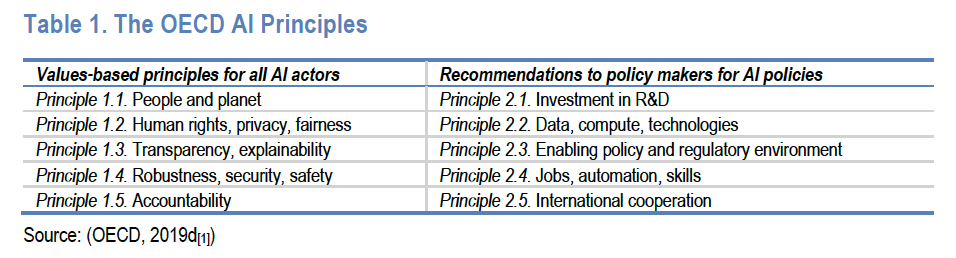 Table 1. The OECD AI Principles
Values-based principles for all AI actors Recommendations to policy makers for AI policies
Principle 1.1. People and planet Principle 2.1. Investment in R&D
Principle 1.2. Human rights, privacy, fairness Principle 2.2. Data, compute, technologies
Principle 1.3. Transparency, explainability Principle 2.3. Enabling policy and regulatory environment
Principle 1.4. Robustness, security, safety Principle 2.4. Jobs, automation, skills
Principle 1.5. Accountability Principle 2.5. International cooperation
Source: (OECD, 2019d[1])